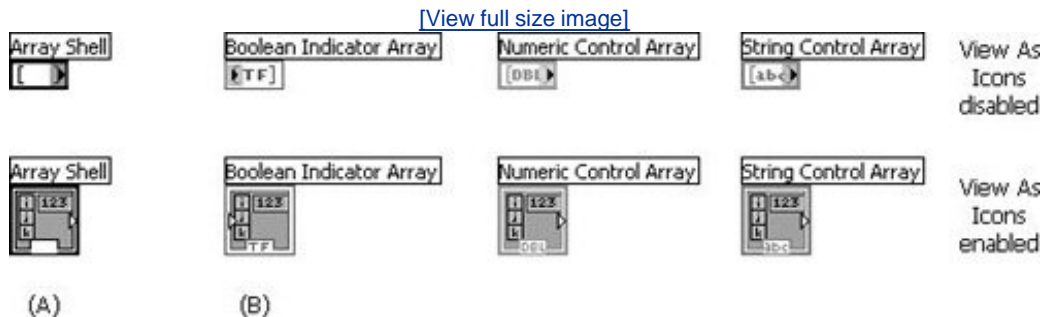 [View full size image]
Array Shell Boolean Indicator Array Numeric Control Array String Control Array View As Icons disabled
[ ] TF] [DBL [abc
Array Shell Boolean Indicator Array Numeric Control Array String Control Array View As Icons enabled
i 123 i 123 i 123 i 123
j j j j
k k k k
TF DBL abc
(A) (B)